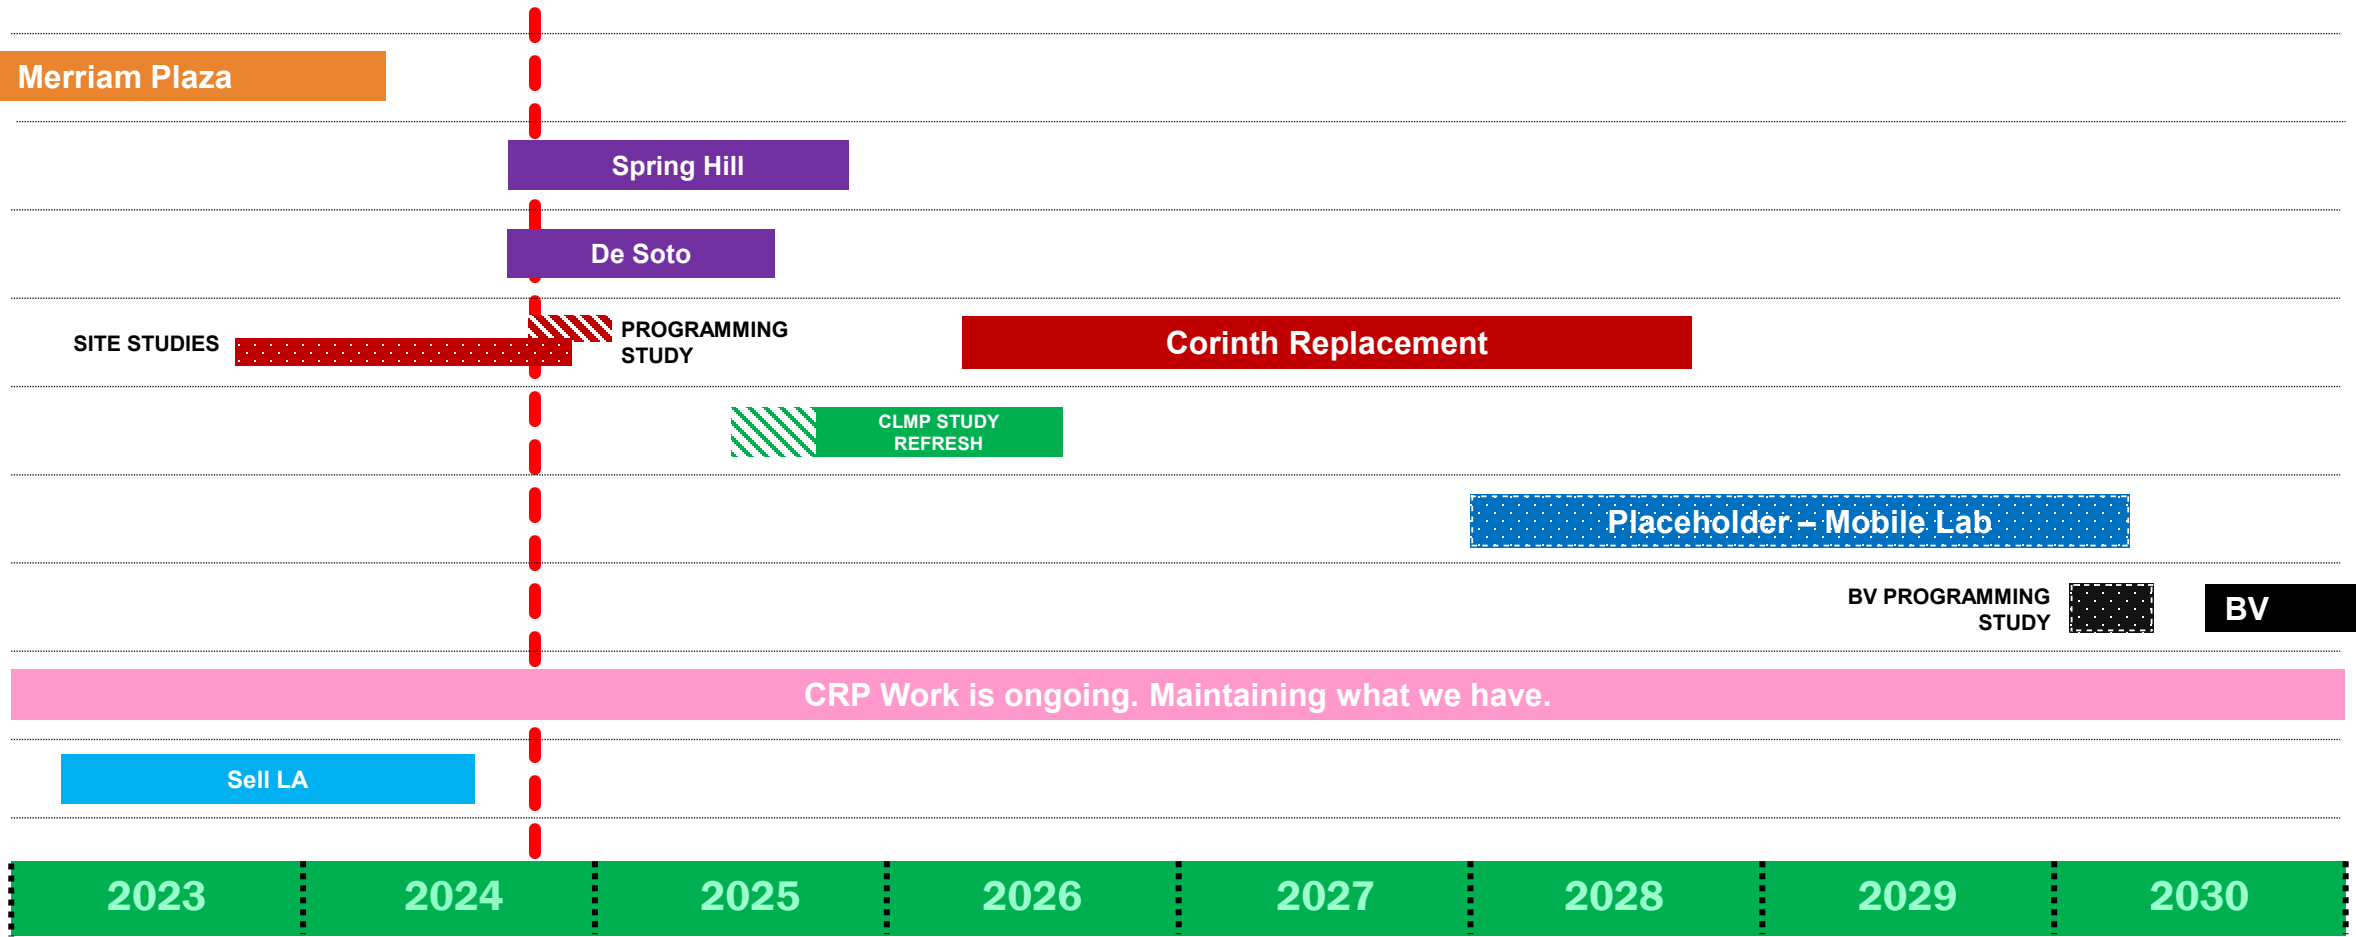 Merriam Plaza
Spring Hill
De Soto
SITE STUDIES
PROGRAMMING
STUDY
Corinth Replacement
CLMP STUDY
REFRESH
Placeholder – Mobile Lab
BV PROGRAMMING
STUDY
BV
CRP Work is ongoing. Maintaining what we have.
Sell LA
2023 2024 2025 2026 2027 2028 2029 2030